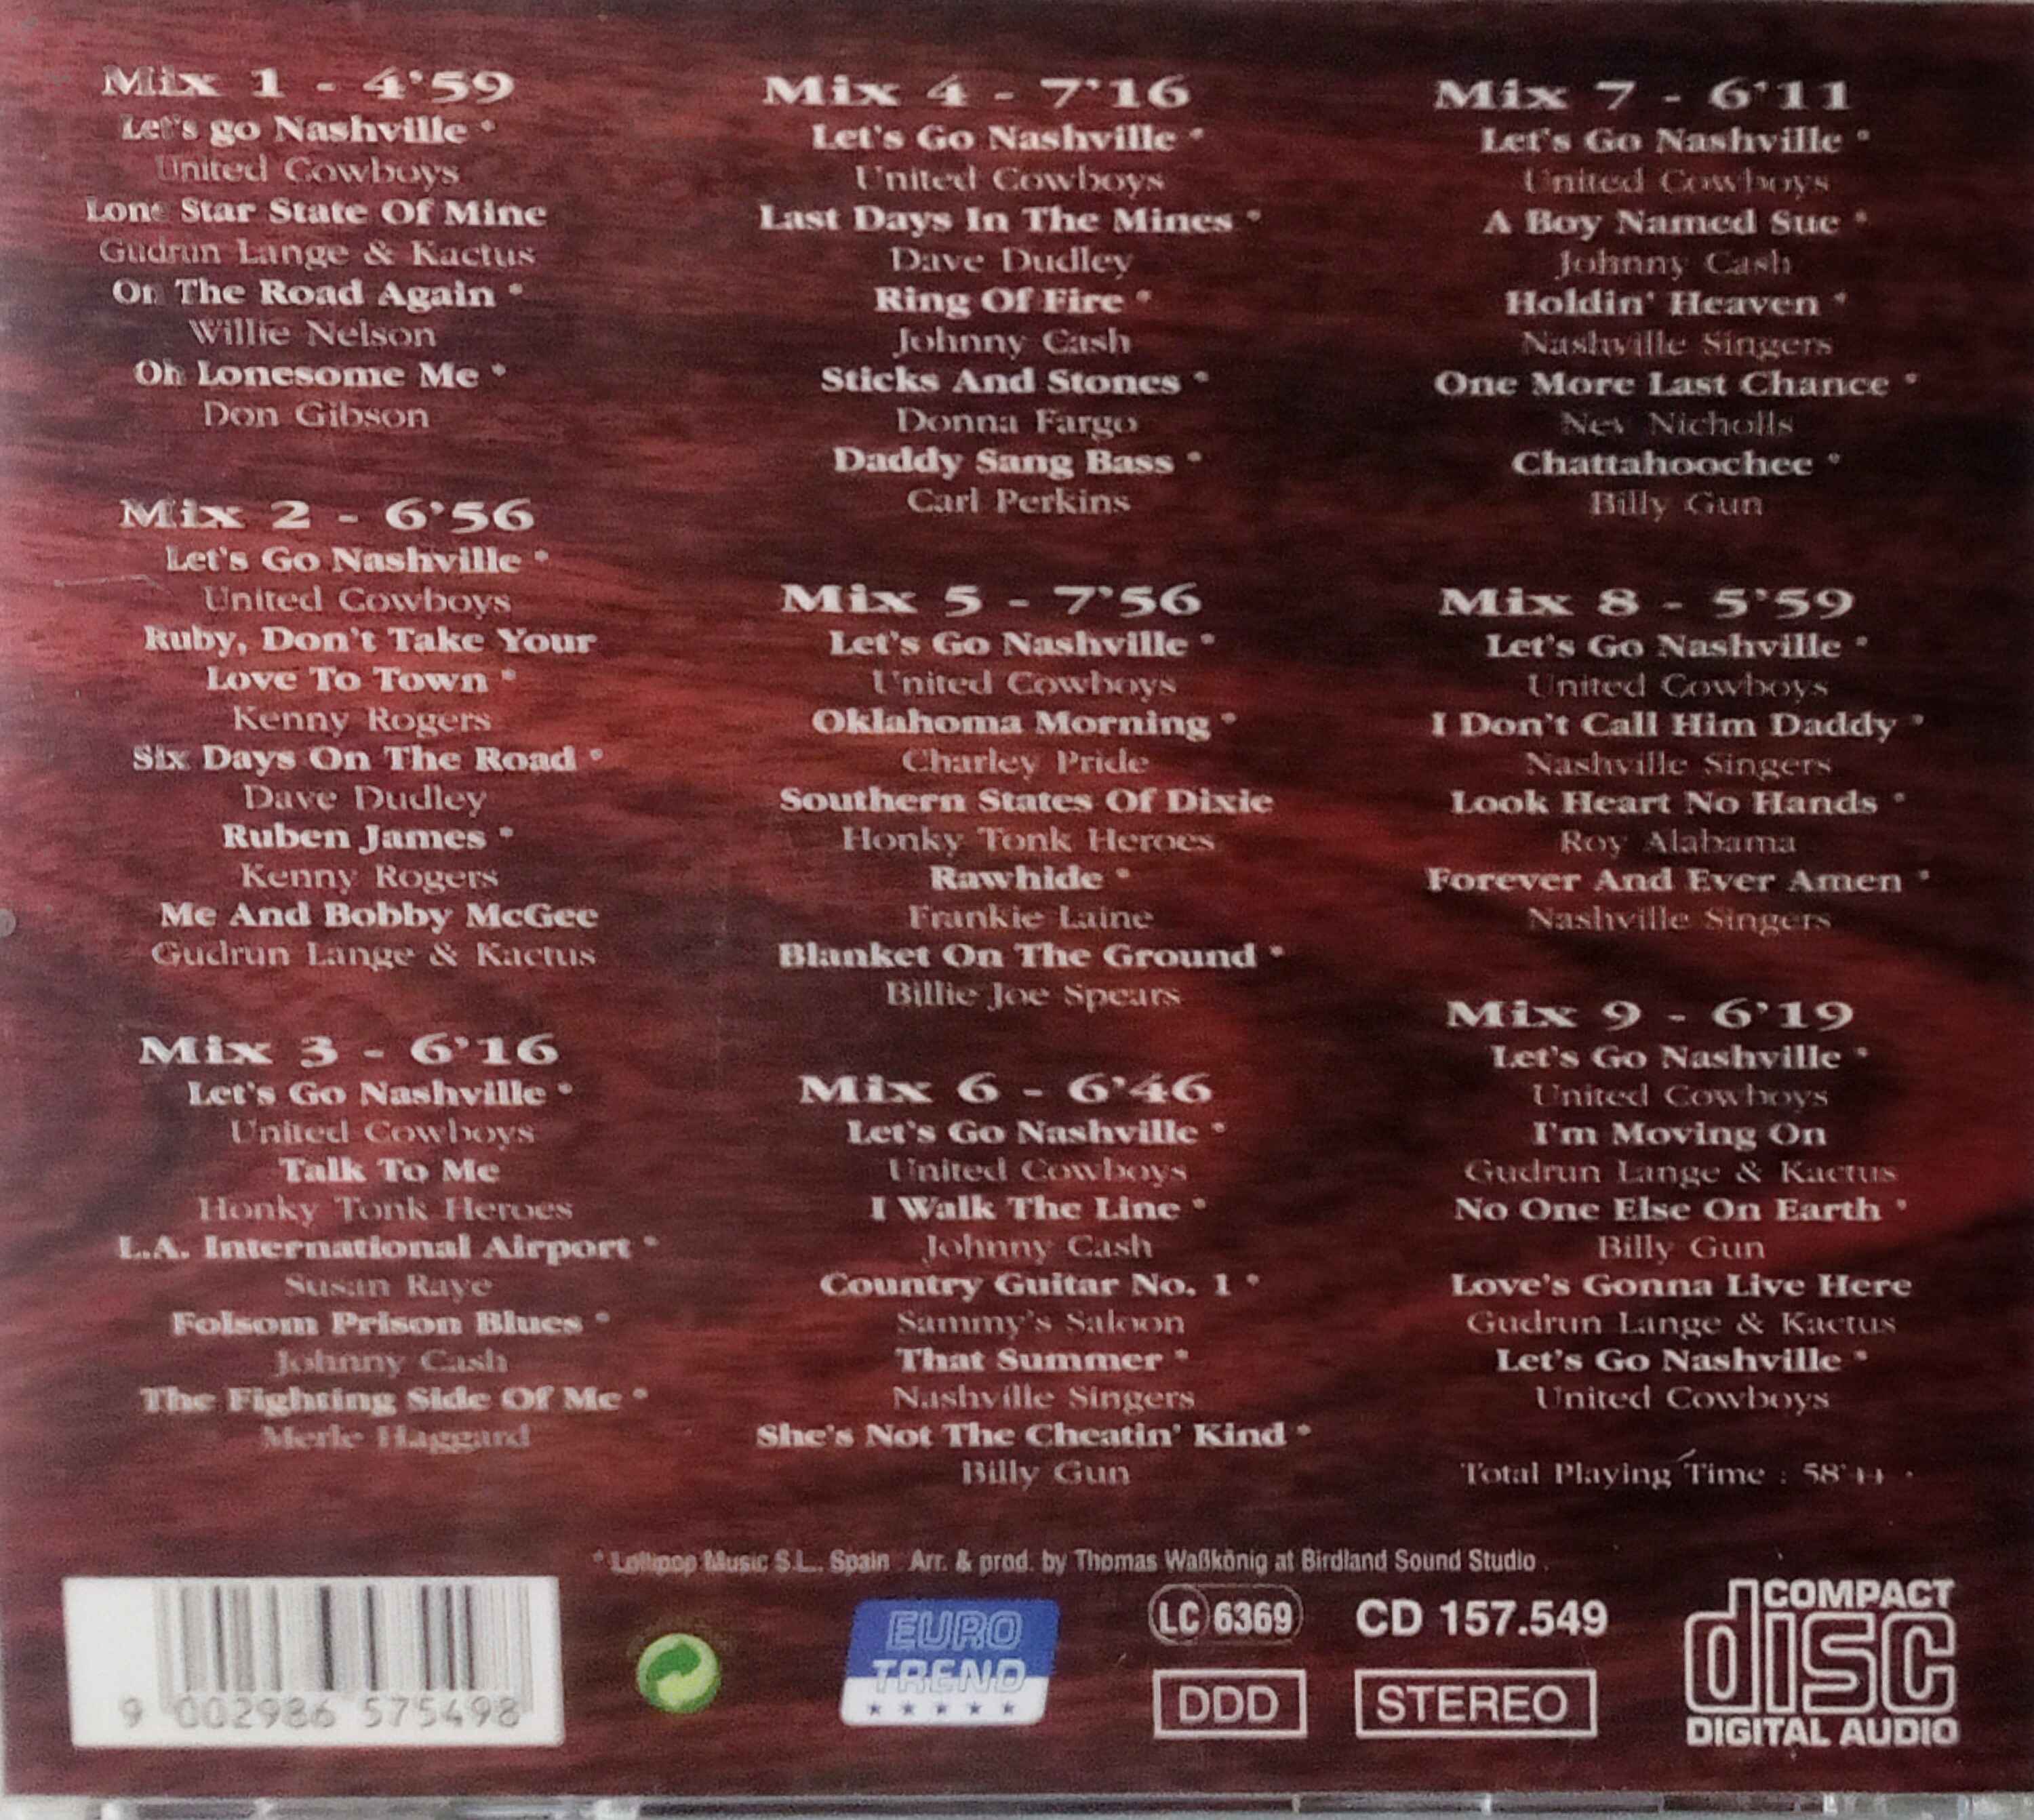 Mix 1 - 4'59
Let's go Nashville *
United Cowboys
Lone Star State Of Mine
Gudrun Lange & Kactus
On The Road Again *
Willie Nelson
Oh Lonesome Me *
Don Gibson
Mix 2 - 6'56
Let's Go Nashville *
United Cowboys
Ruby, Don't Take Your
Love To Town *
Kenny Rogers
Six Days On The Road *
Dave Dudley
Ruben James *
Kenny Rogers
Me And Bobby McGee
Gudrun Lange & Kactus
Mix 3 - 6'16
Let's Go Nashville *
United Cowboys
Talk To Me
Honky Tonk Heroes
L.A. International Airport *
Susan Raye
Folsom Prison Blues *
Johnny Cash
The Fighting Side Of Me *
Merle Haggard
Mix 4 - 7'16
Let's Go Nashville *
United Cowboys
Last Days In The Mines *
Dave Dudley
Ring Of Fire *
Johnny Cash
Sticks And Stones *
Donna Fargo
Daddy Sang Bass *
Carl Perkins
Mix 5 - 7'56
Let's Go Nashville *
United Cowboys
Oklahoma Morning *
Charley Pride
Southern States Of Dixie
Honky Tonk Heroes
Rawhide *
Frankie Laine
Blanket On The Ground *
Billie Joe Spears
Mix 6 - 6'46
Let's Go Nashville *
United Cowboys
I Walk The Line *
Johnny Cash
Country Guitar No. 1 *
Sammy's Saloon
That Summer *
Nashville Singers
She's Not The Cheatin' Kind *
Billy Gun
Mix 7 - 6'11
Let's Go Nashville *
United Cowboys
A Boy Named Sue *
Johnny Cash
Holdin' Heaven *
Nashville Singers
One More Last Chance *
Nev Nicholls
Chattahoochee *
Billy Gun
Mix 8 - 5'59
Let's Go Nashville *
United Cowboys
I Don't Call Him Daddy *
Nashville Singers
Look Heart No Hands *
Roy Alabama
Forever And Ever Amen *
Nashville Singers
Mix 9 - 6'19
Let's Go Nashville *
United Cowboys
I'm Moving On
Gudrun Lange & Kactus
No One Else On Earth *
Billy Gun
Love's Gonna Live Here
Gudrun Lange & Kactus
Let's Go Nashville *
United Cowboys
Total Playing Time :
* Lollipop Music S.L., Spain . Arr. & prod. by Thomas Waßkönig at Birdland Sound Studio .
9 002986 575498
EURO
TREND
LC 6369
CD 157.549
DDD
STEREO
COMPACT
disc
DIGITAL AUDIO